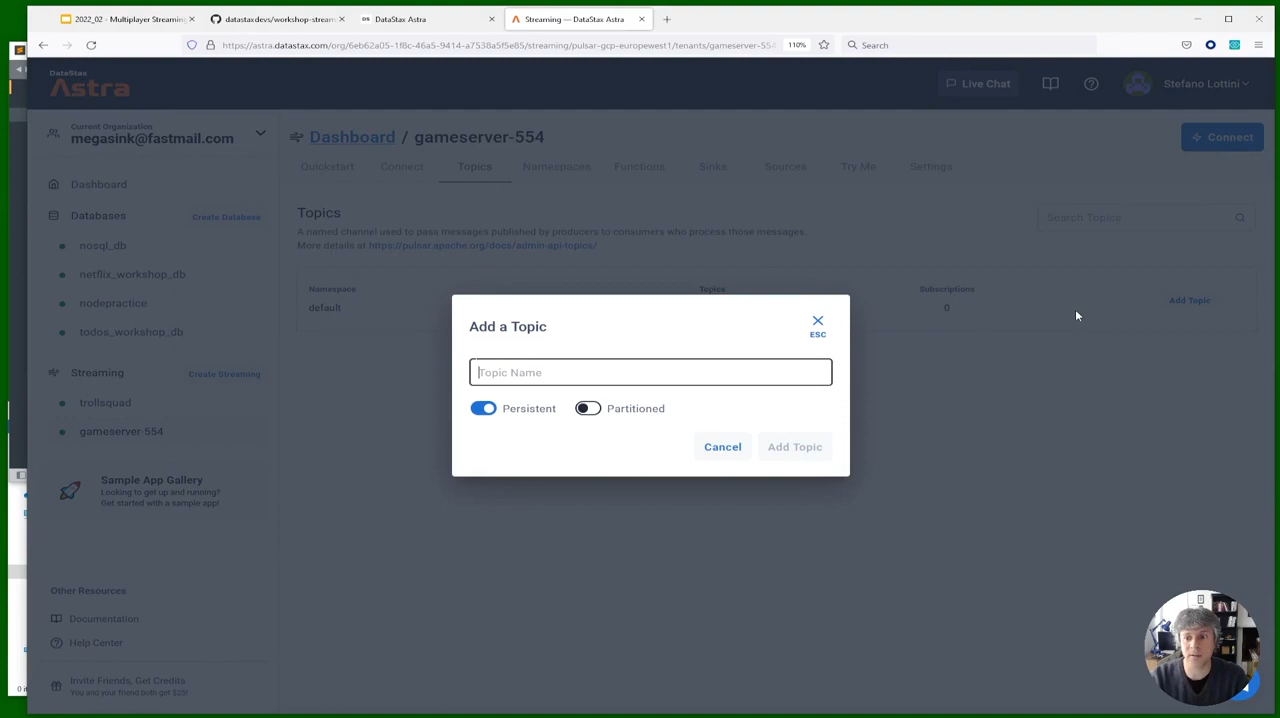 2022_02 - Multiplayer Streaming
datastaxdevs/workshop-stream
DataStax Astra
Streaming — DataStax Astra
https://astra.datastax.com/org/6eb62a05-1f8c-46a5-9414-a7538a5f5e85/streaming/pulsar-gcp-europewest1/tenants/gameserver-554
110%
Search
DataStax
Astra
Live Chat
Stefano Lottini
Current Organization
megasink@fastmail.com
Dashboard / gameserver-554
Connect
Quickstart
Connect
Topics
Namespaces
Functions
Sinks
Sources
Try Me
Settings
Dashboard
Databases
Create Database
nosql_db
netflix_workshop_db
nodepractice
todos_workshop_db
Streaming
Create Streaming
trollsquad
gameserver 554
Sample App Gallery
Looking to get up and running?
Get started with a sample app!
Other Resources
Documentation
Help Center
Invite Friends, Get Credits
You and your friend both get $25!
Topics
A named channel used to pass messages published by producers to consumers who process those messages.
More details at https://pulsar.apache.org/docs/admin-api-topics/
Search Topics
Namespace
Topics
Subscriptions
default
0
Add Topic
Add a Topic
ESC
Topic Name
Persistent
Partitioned
Cancel
Add Topic